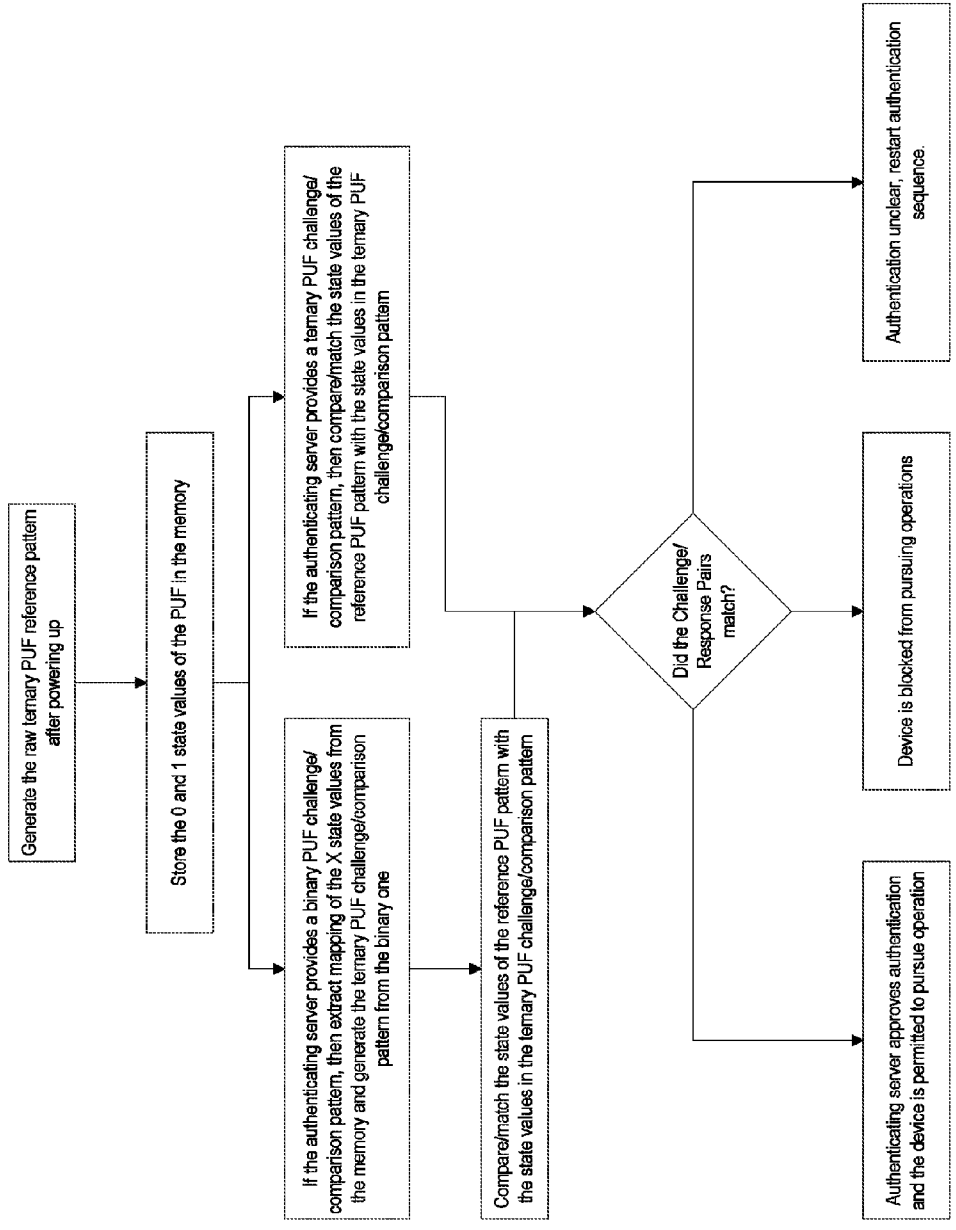 Generate the raw ternary PUF reference pattern
after powering up
Store the 0 and 1 state values of the PUF in the memory
If the authenticating server provides a binary PUF challenge/
comparison pattern, then extract mapping of the X state values from
the memory and generate the ternary PUF challenge/comparison
pattern from the binary one
If the authenticating server provides a ternary PUF challenge/
comparison pattern, then compare/match the state values of the
reference PUF pattern with the state values in the ternary PUF
challenge/comparison pattern
Compare/match the state values of the reference PUF pattern with
the state values in the ternary PUF challenge/comparison pattern
Did the Challenge/
Response Pairs
match?
Authenticating server approves authentication
and the device is permitted to pursue operation
Device is blocked from pursuing operations
Authentication unclear, restart authentication
sequence.